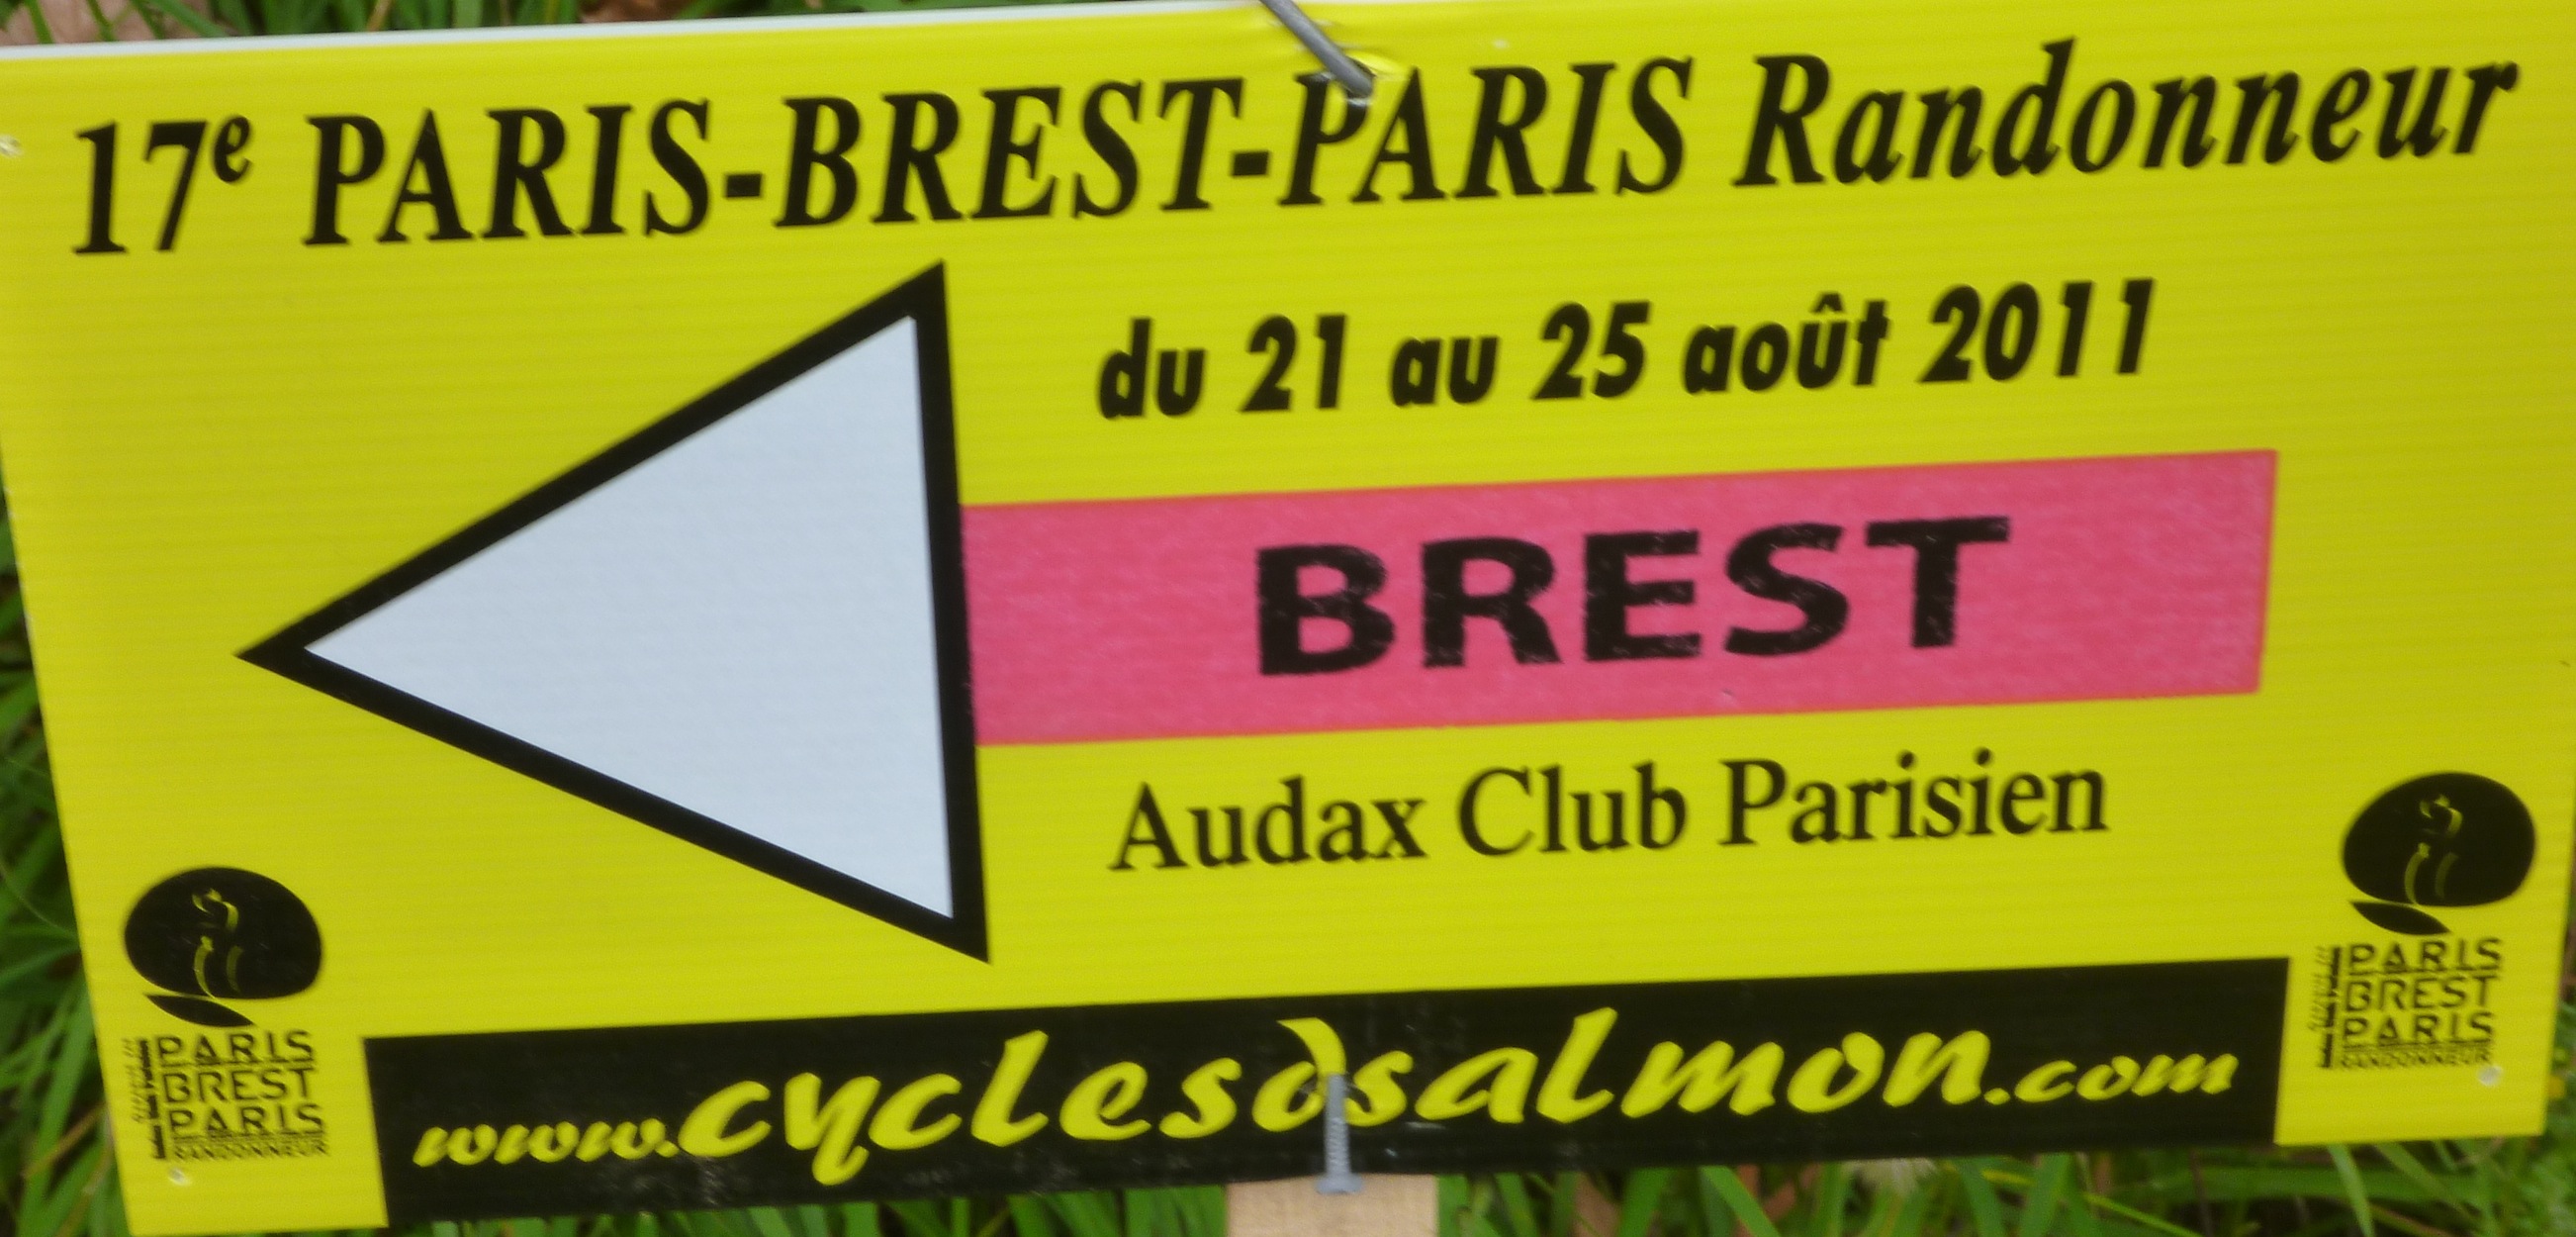 17e PARIS-BREST-PARIS Randonneur
du 21 au 25 août 2011
BREST
Audax Club Parisien
www.cyclesdsalmon.com
PARIS
BREST
PARIS
RANDONNEUR
PARIS
BREST
PARIS
RANDONNEUR